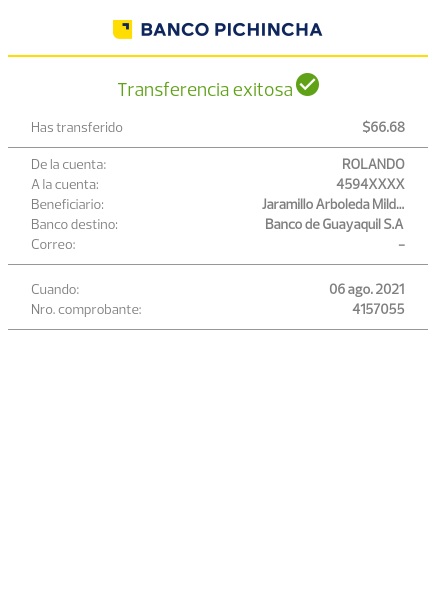 BANCO PICHINCHA
Transferencia exitosa
Has transferido $66.68
De la cuenta: ROLANDO
A la cuenta: 4594XXXX
Beneficiario: Jaramillo Arboleda Mild...
Banco destino: Banco de Guayaquil S.A
Correo: –
Cuando: 06 ago. 2021
Nro. comprobante: 4157055